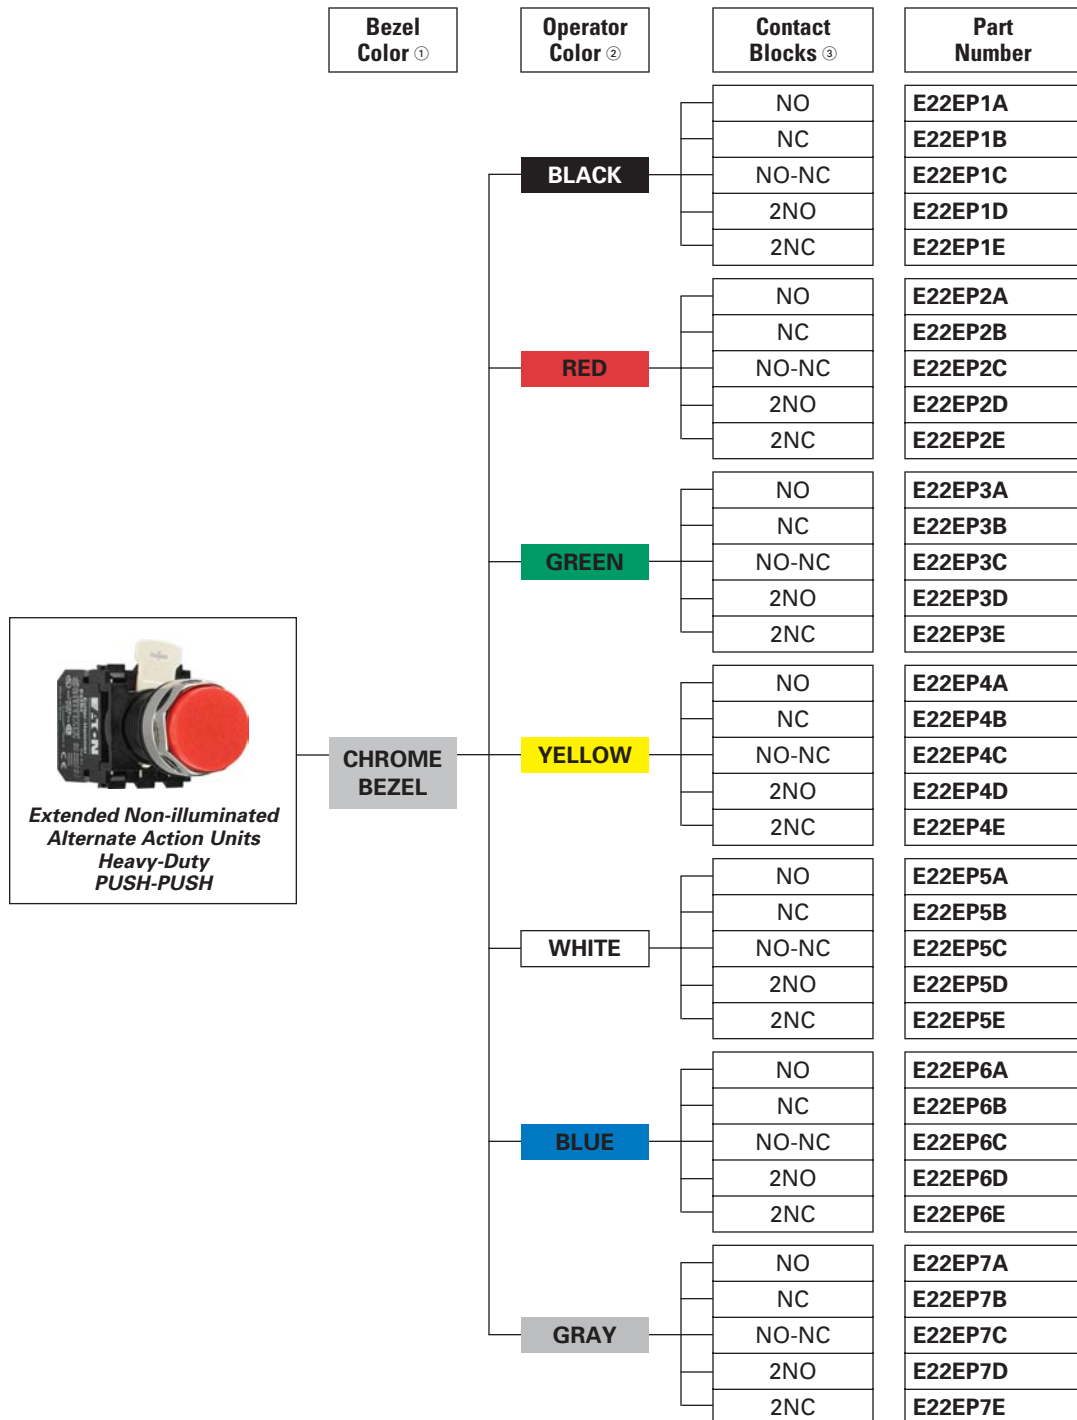 Bezel
Color ①
Operator
Color ②
Contact
Blocks ③
Part
Number
BLACK
NO E22EP1A
NC E22EP1B
NO-NC E22EP1C
2NO E22EP1D
2NC E22EP1E
RED
NO E22EP2A
NC E22EP2B
NO-NC E22EP2C
2NO E22EP2D
2NC E22EP2E
GREEN
NO E22EP3A
NC E22EP3B
NO-NC E22EP3C
2NO E22EP3D
2NC E22EP3E
EATON
Extended Non-illuminated
Alternate Action Units
Heavy-Duty
PUSH-PUSH
CHROME
BEZEL
YELLOW
NO E22EP4A
NC E22EP4B
NO-NC E22EP4C
2NO E22EP4D
2NC E22EP4E
WHITE
NO E22EP5A
NC E22EP5B
NO-NC E22EP5C
2NO E22EP5D
2NC E22EP5E
BLUE
NO E22EP6A
NC E22EP6B
NO-NC E22EP6C
2NO E22EP6D
2NC E22EP6E
GRAY
NO E22EP7A
NC E22EP7B
NO-NC E22EP7C
2NO E22EP7D
2NC E22EP7E